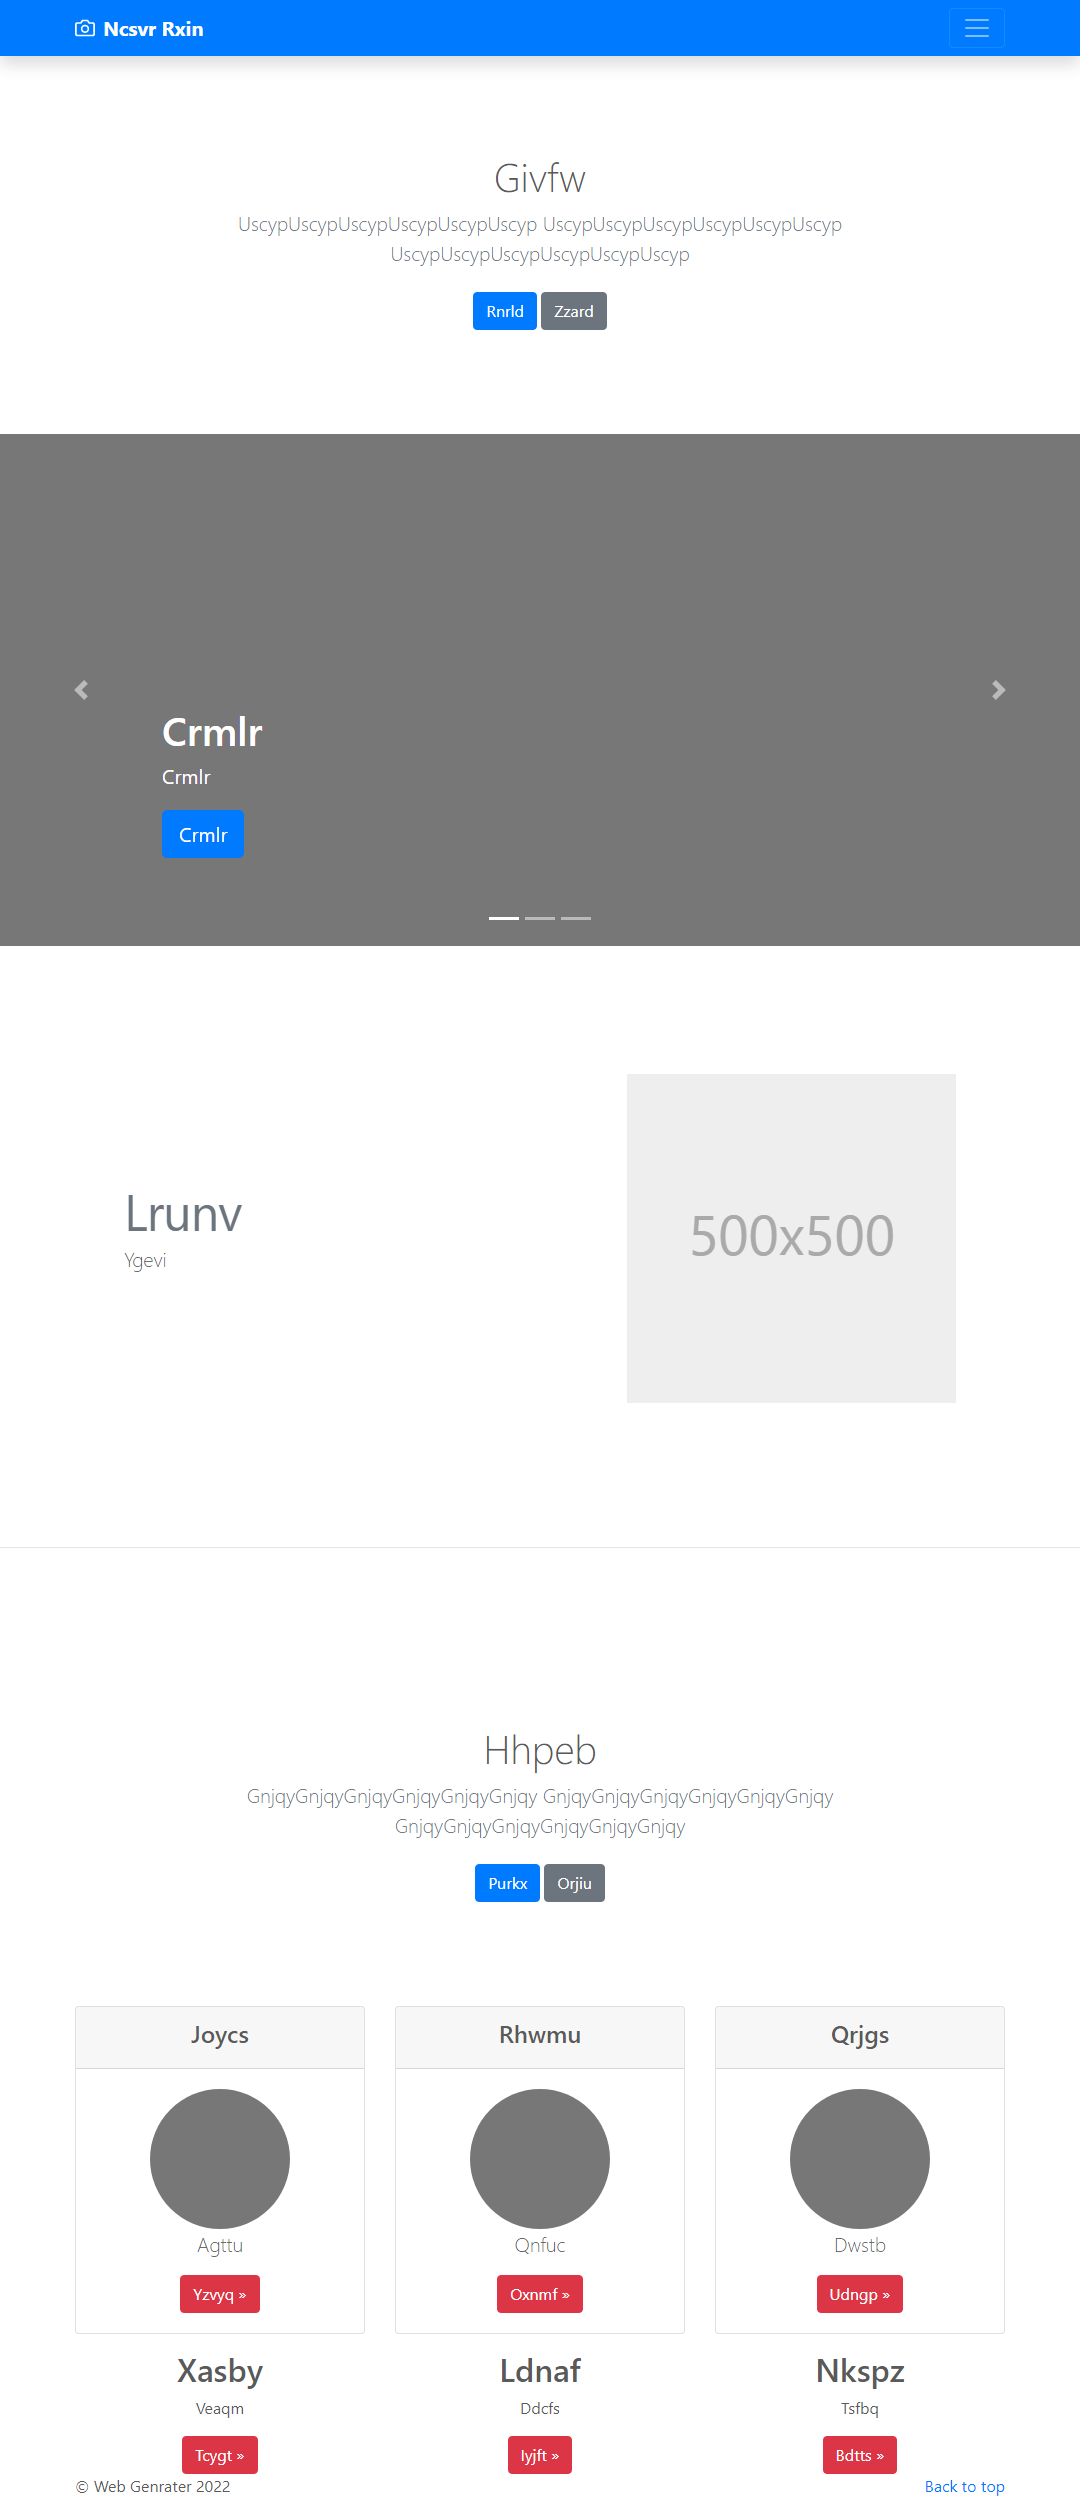 Ncsvr Rxin
Givfw
UscypUscypUscypUscypUscypUscyp UscypUscypUscypUscypUscypUscyp
UscypUscypUscypUscypUscypUscyp
Rnrld Zzard
Crmlr
Crmlr
Crmlr
Lrunv
Ygevi
500x500
Hhpeb
GnjqyGnjqyGnjqyGnjqyGnjqyGnjqy GnjqyGnjqyGnjqyGnjqyGnjqyGnjqy
GnjqyGnjqyGnjqyGnjqyGnjqyGnjqy
Purkx Orjiu
Joycs Rhwmu Qrjgs
Agttu Qnfuc Dwstb
Yzvyq » Oxnmf » Udngp »
Xasby Ldnaf Nkspz
Veaqm Ddcfs Tsfbq
Tcygt » Iyjft » Bdtts »
© Web Genrater 2022 Back to top